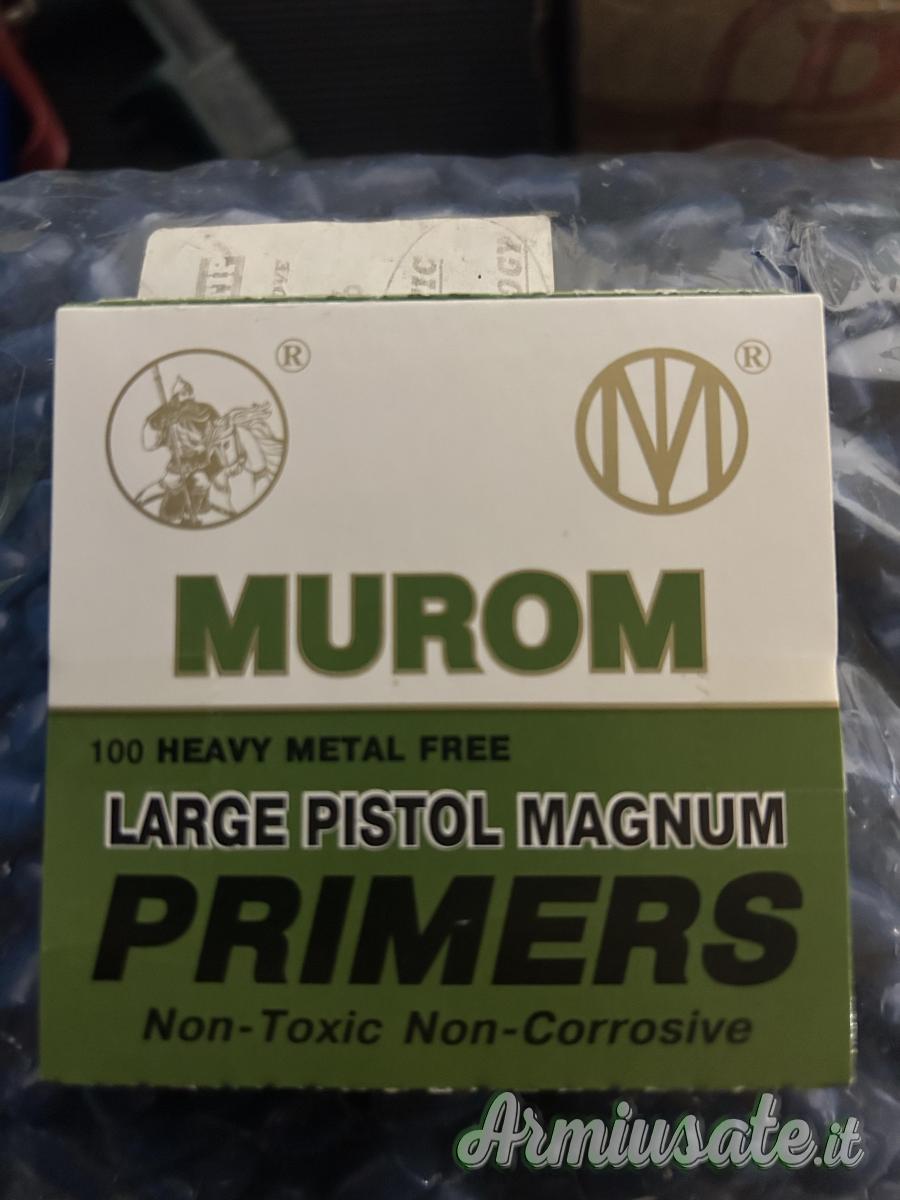 ®
®
MUROM
100 HEAVY METAL FREE
LARGE PISTOL MAGNUM
PRIMERS
Non-Toxic Non-Corrosive
Armiusate.it